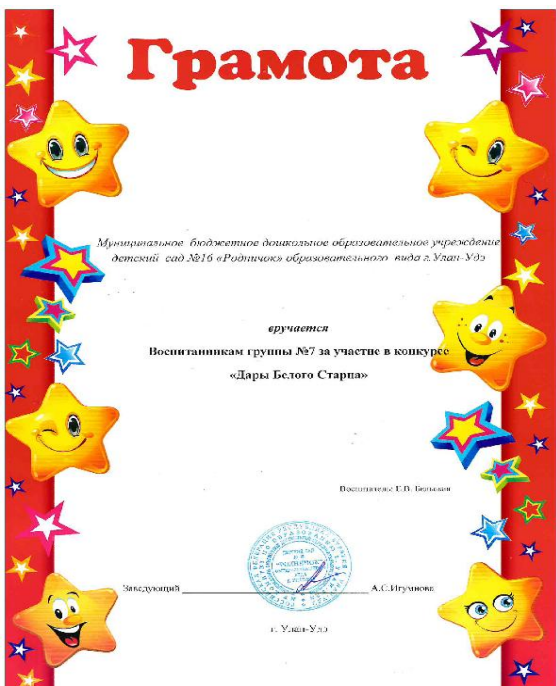 Грамота
Муниципальное бюджетное дошкольное образовательное учреждение
детский сад №16 «Родничок» образовательного вида г.Улан-Удэ
вручается
Воспитанникам группы №7 за участие в конкурсе
«Дары Белого Старца»
Воспитатель: Е.В.
Заведующий А.С.Игумнова
г. Улан-Удэ